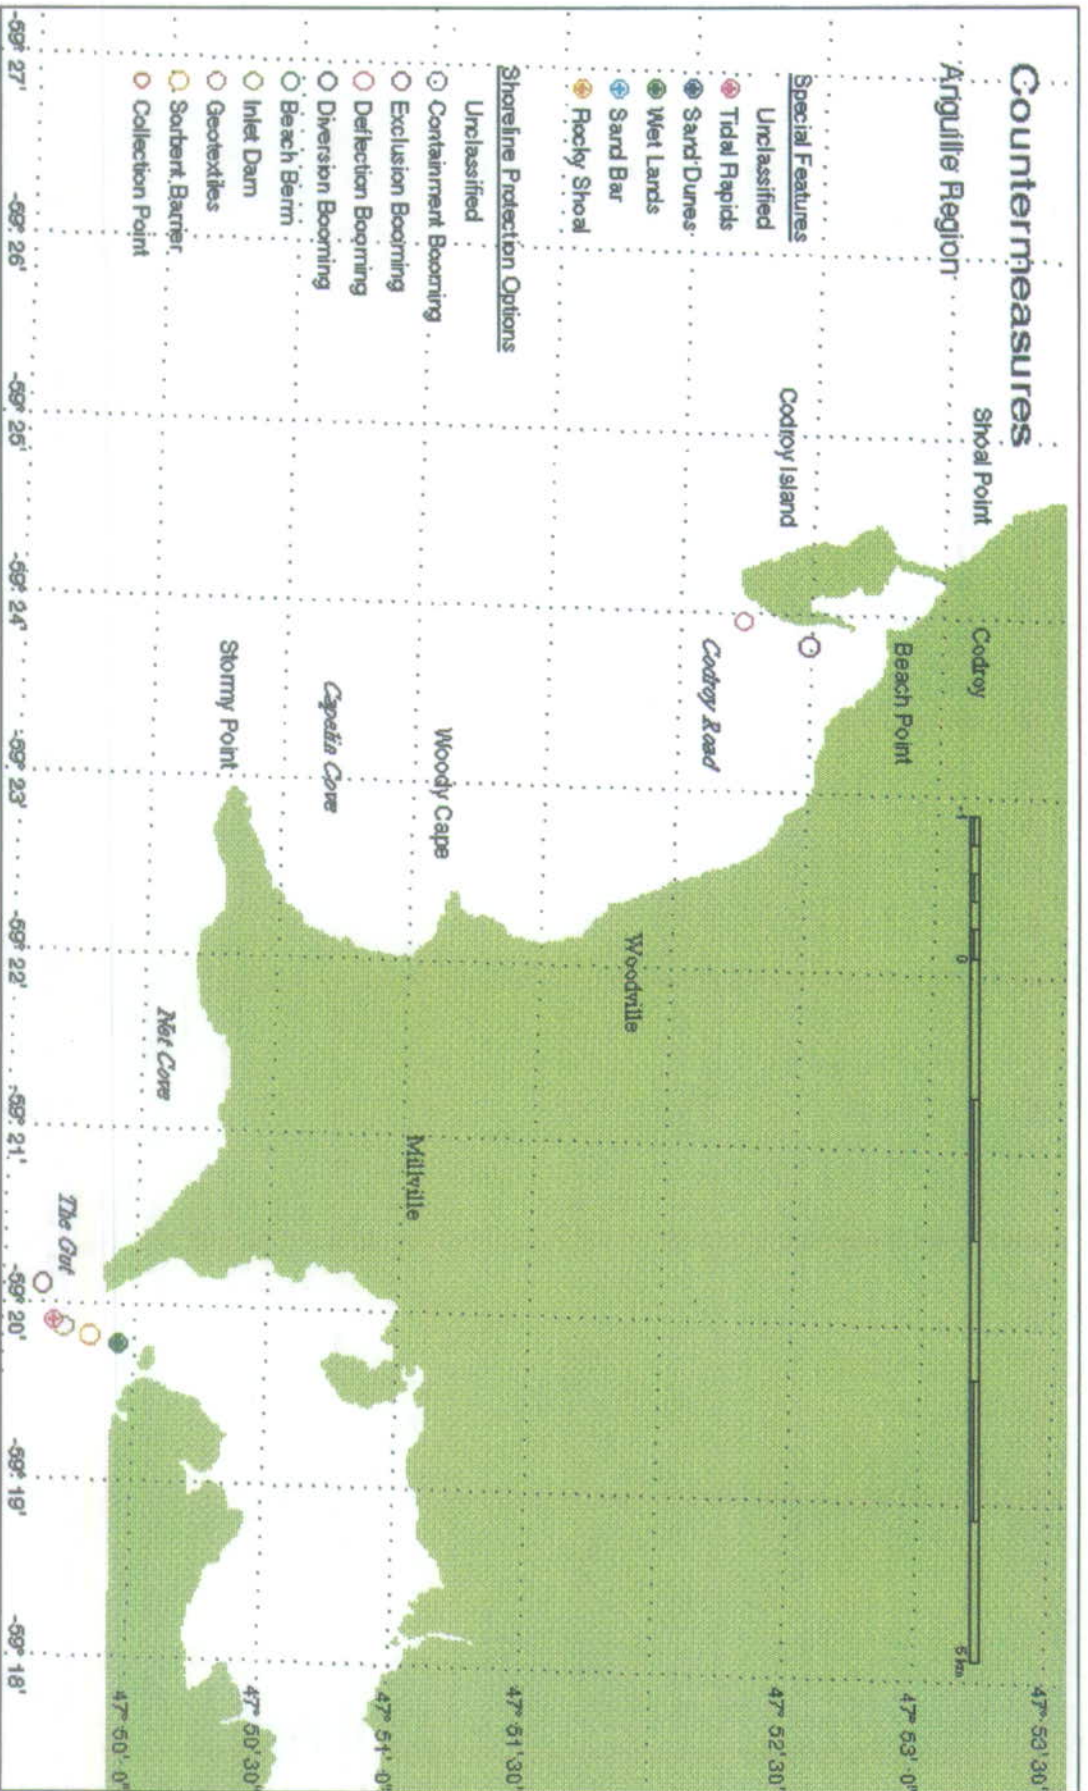 Countermeasures
Anguille Region
Special Features
Unclassified
Tidal Rapids
Sand Dunes
Wet Lands
Sand Bar
Rocky Shoal
Shoreline Protection Options
Unclassified
Containment Booming
Exclusion Booming
Deflection Booming
Diversion Booming
Beach Berm
Inlet Dam
Geotextiles
Sorbent Barrier
Collection Point
Shoal Point
Codroy Island
Codroy
Beach Point
Codroy Road
Woody Cape
Capelin Cove
Stormy Point
Woodville
Millville
Not Cove
The Gut
-1
0
5 km
47° 53' 30"
47° 53' 0"
47° 52' 30"
47° 51' 30"
47° 51' 0"
47° 50' 30"
47° 50' 0"
-59° 27'
-59° 26'
-59° 25'
-59° 24'
-59° 23'
-59° 22'
-59° 21'
-59° 20'
-59° 19'
-59° 18'